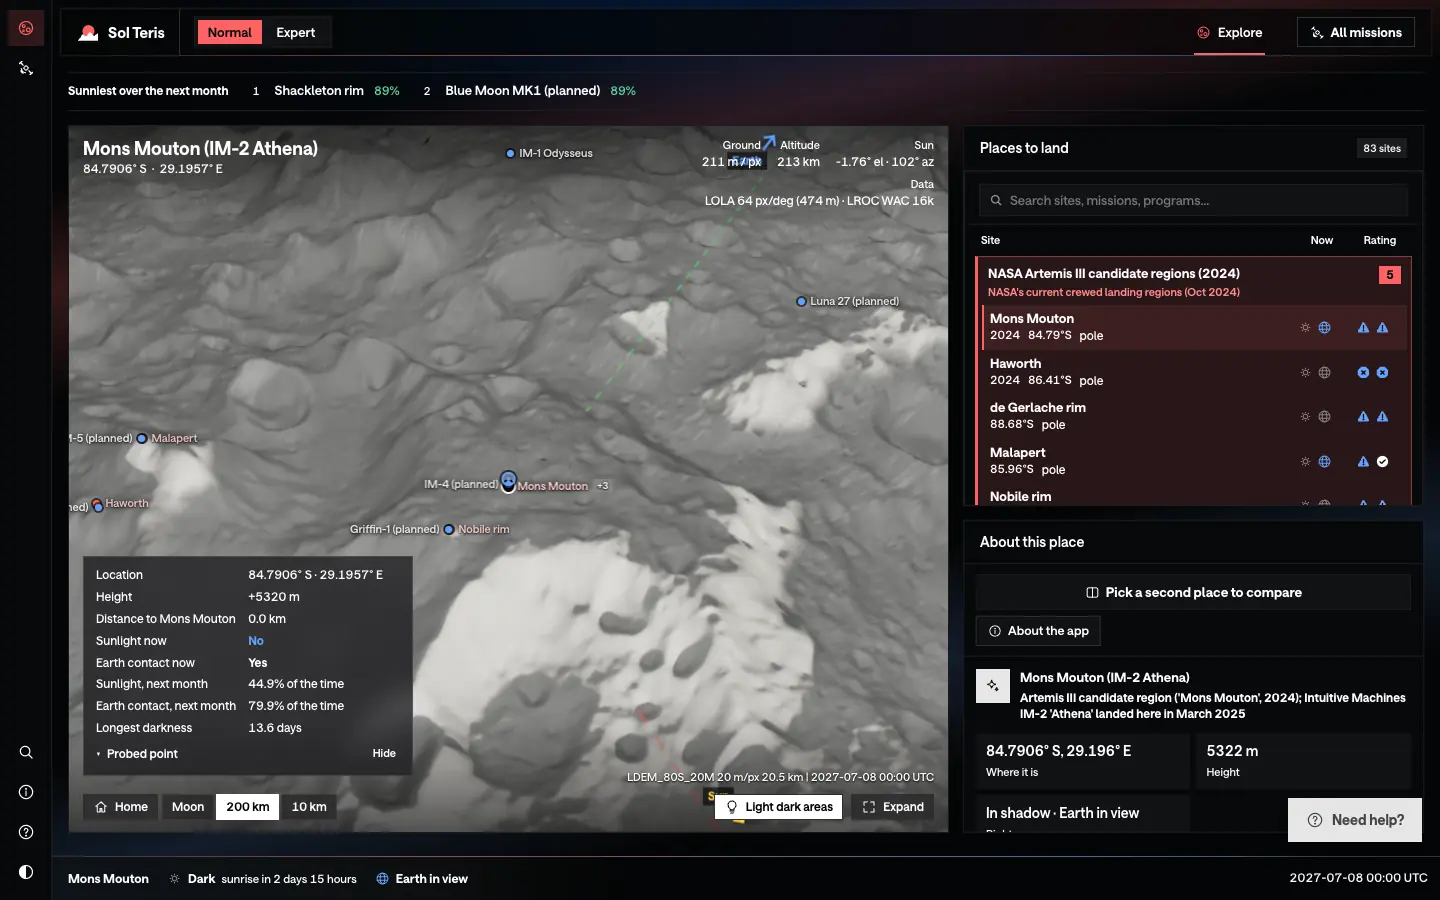 Sol Teris
Normal
Expert
Explore
All missions
Sunniest over the next month 1 Shackleton rim 89% 2 Blue Moon MK1 (planned) 89%
Mons Mouton (IM-2 Athena)
84.7906° S · 29.1957° E
IM-1 Odysseus
Ground Altitude Sun
211 m / px 213 km -1.76° el · 102° az
Data
LOLA 64 px/deg (474 m) · LROC WAC 16k
Luna 27 (planned)
M-5 (planned) Malapert
Haworth
IM-4 (planned) Mons Mouton +3
Griffin-1 (planned) Nobile rim
Location 84.7906° S · 29.1957° E
Height +5320 m
Distance to Mons Mouton 0.0 km
Sunlight now No
Earth contact now Yes
Sunlight, next month 44.9% of the time
Earth contact, next month 79.9% of the time
Longest darkness 13.6 days
Probed point Hide
LDEM_80S_20M 20 m/px 20.5 km | 2027-07-08 00:00 UTC
Home
Moon
200 km
10 km
Light dark areas
Expand
Places to land
83 sites
Search sites, missions, programs...
Site Now Rating
NASA Artemis III candidate regions (2024) 5
NASA's current crewed landing regions (Oct 2024)
Mons Mouton
2024 84.79°S pole
Haworth
2024 86.41°S pole
de Gerlache rim
88.68°S pole
Malapert
85.96°S pole
Nobile rim
About this place
Pick a second place to compare
About the app
Mons Mouton (IM-2 Athena)
Artemis III candidate region ('Mons Mouton', 2024); Intuitive Machines
IM-2 'Athena' landed here in March 2025
84.7906° S, 29.196° E
Where it is
5322 m
Height
In shadow · Earth in view
Need help?
Mons Mouton Dark sunrise in 2 days 15 hours Earth in view
2027-07-08 00:00 UTC